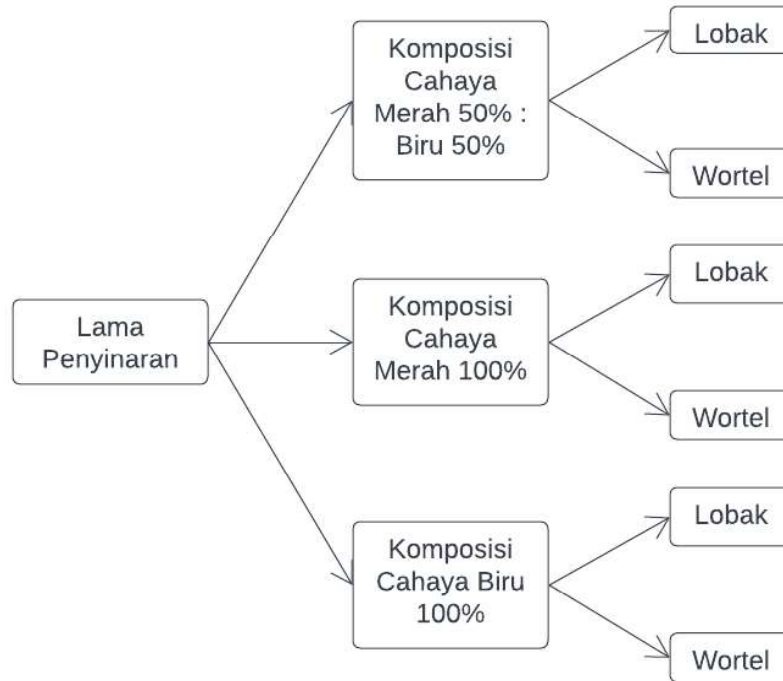 Lama
Penyinaran
Komposisi
Cahaya
Merah 50% :
Biru 50%
Lobak
Wortel
Komposisi
Cahaya
Merah 100%
Lobak
Wortel
Komposisi
Cahaya Biru
100%
Lobak
Wortel